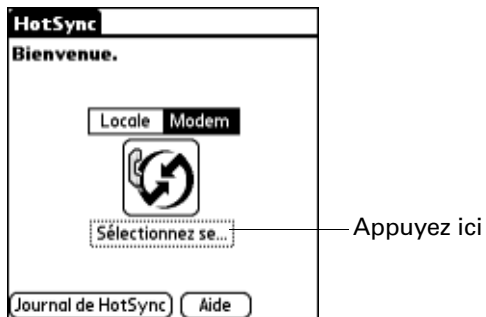 HotSync
Bienvenue.
Locale Modem
Sélectionnez se...
Appuyez ici
Journal de HotSync Aide